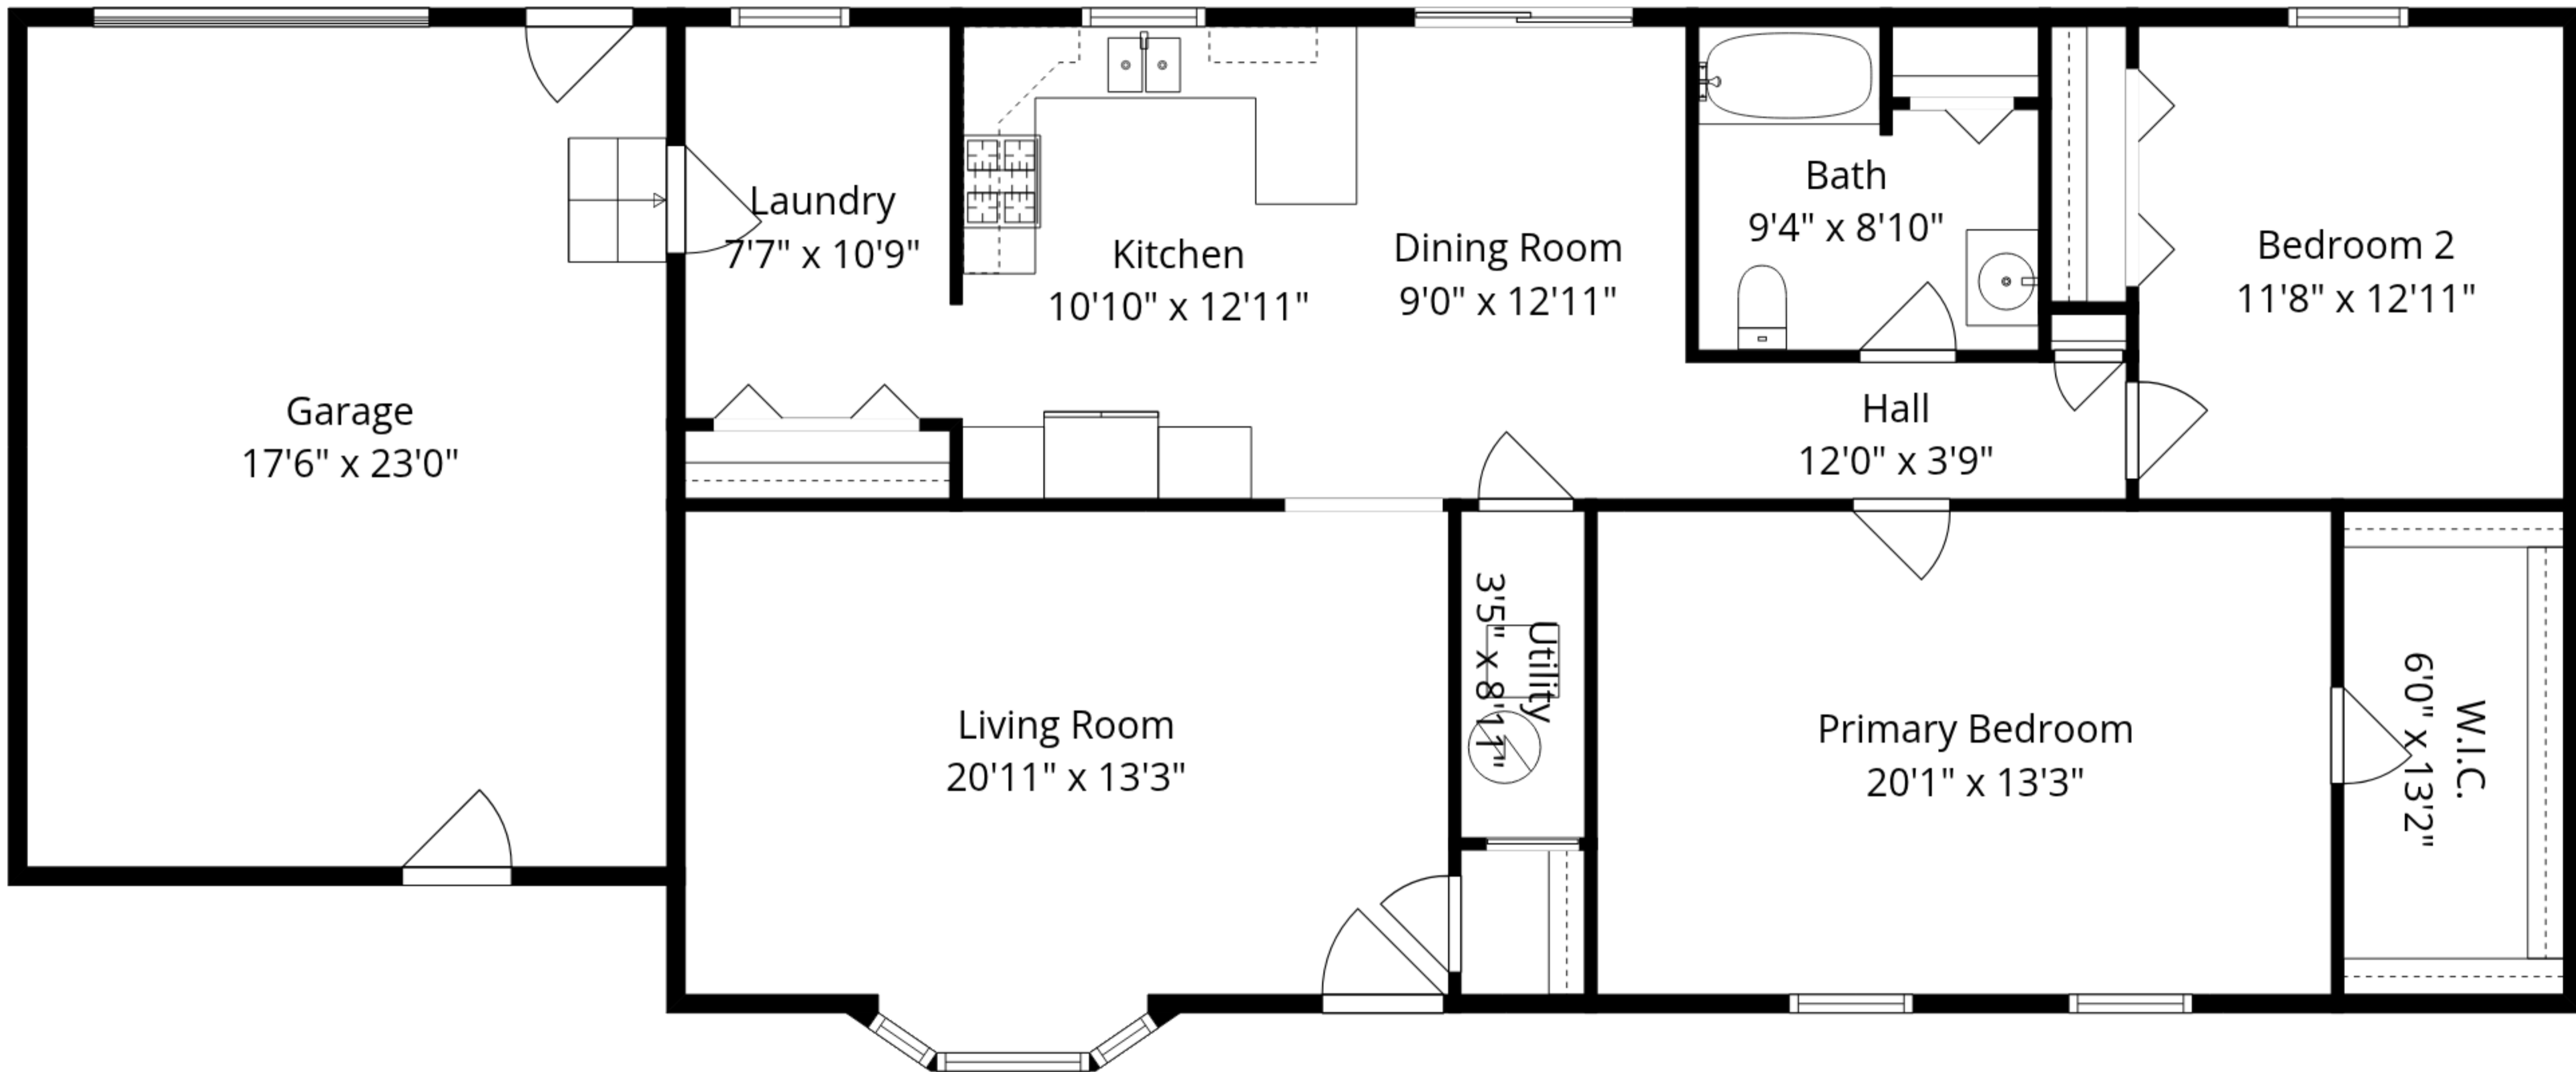 Laundry
7'7" x 10'9"
Kitchen
10'10" x 12'11"
Dining Room
9'0" x 12'11"
Bath
9'4" x 8'10"
Bedroom 2
11'8" x 12'11"
Garage
17'6" x 23'0"
Hall
12'0" x 3'9"
Living Room
20'11" x 13'3"
Utility
3'5" x 8'11"
Primary Bedroom
20'1" x 13'3"
W.I.C.
6'0" x 13'2"